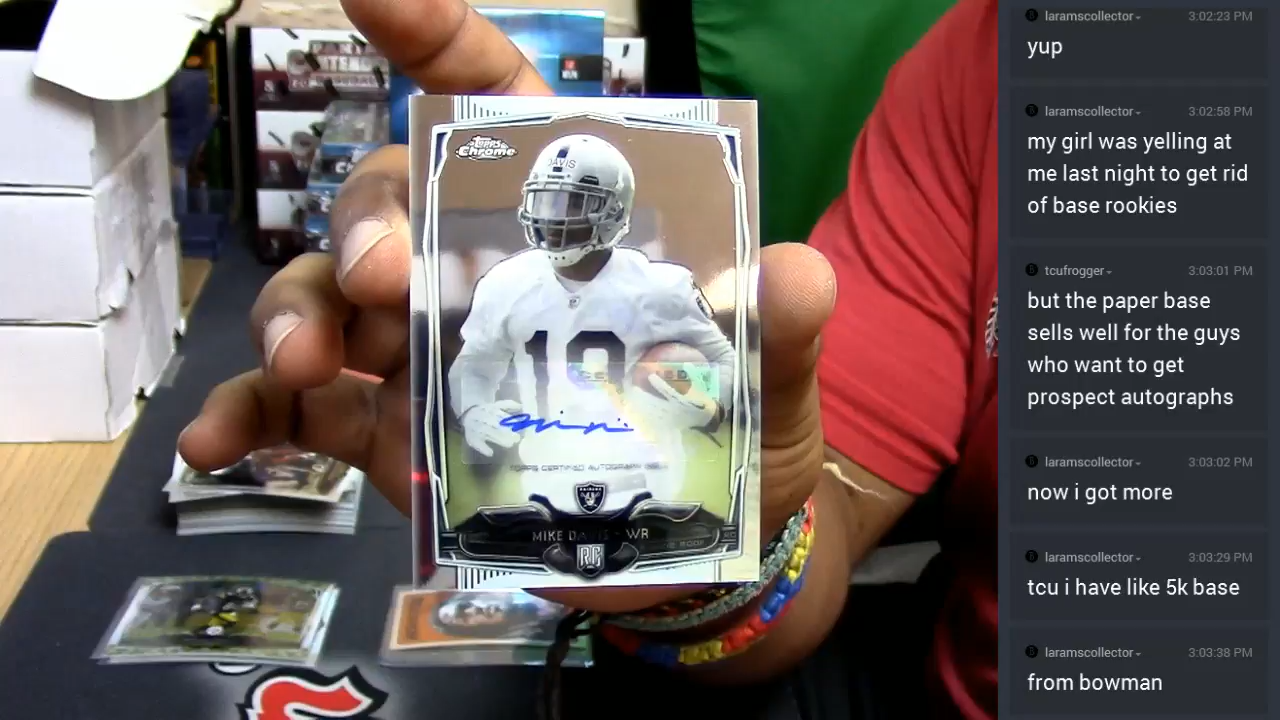 Topps
Chrome
DAVIS
19
TOPPS CERTIFIED AUTOGRAPH
RAIDERS
MIKE DAVIS - WR
RC
laramscollector 3:02:23 PM
yup
laramscollector 3:02:58 PM
my girl was yelling at
me last night to get rid
of base rookies
tcufrogger 3:03:01 PM
but the paper base
sells well for the guys
who want to get
prospect autographs
laramscollector 3:03:02 PM
now i got more
laramscollector 3:03:29 PM
tcu i have like 5k base
laramscollector 3:03:38 PM
from bowman